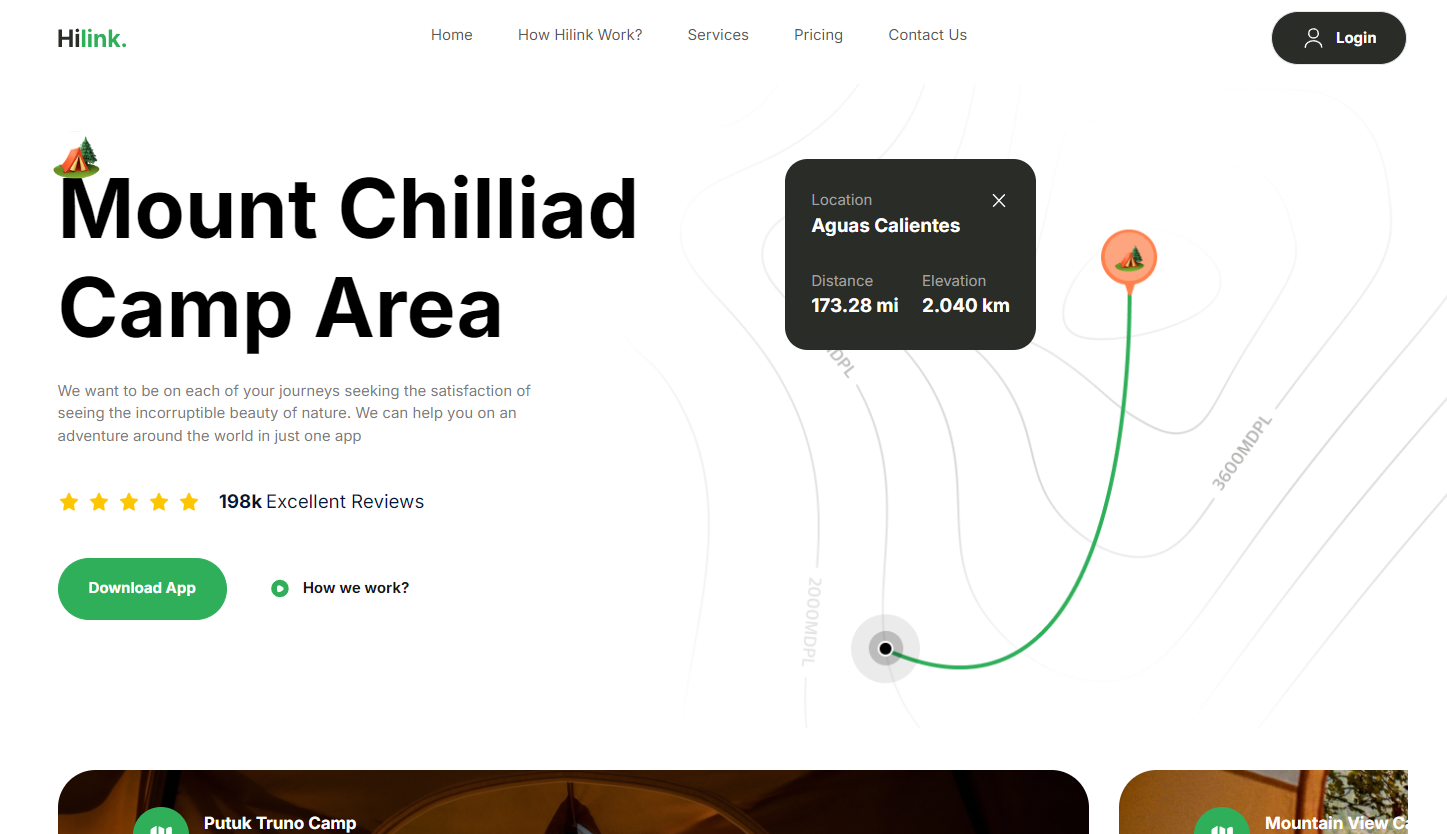 Hilink.
Home How Hilink Work? Services Pricing Contact Us
Login
Mount Chilliad
Camp Area
We want to be on each of your journeys seeking the satisfaction of
seeing the incorruptible beauty of nature. We can help you on an
adventure around the world in just one app
198k Excellent Reviews
Download App
How we work?
Location
Aguas Calientes
Distance Elevation
173.28 mi 2.040 km
DPL
3600MDPL
2000MDPL
Putuk Truno Camp
Mountain View